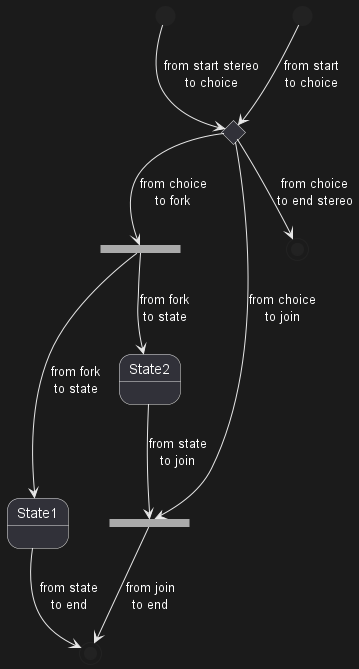 from start stereo
to choice
from start
to choice
from choice
to fork
from choice
to end stereo
from fork
to state
from choice
to join
State2
from fork
to state
from state
to join
State1
from state
to end
from join
to end